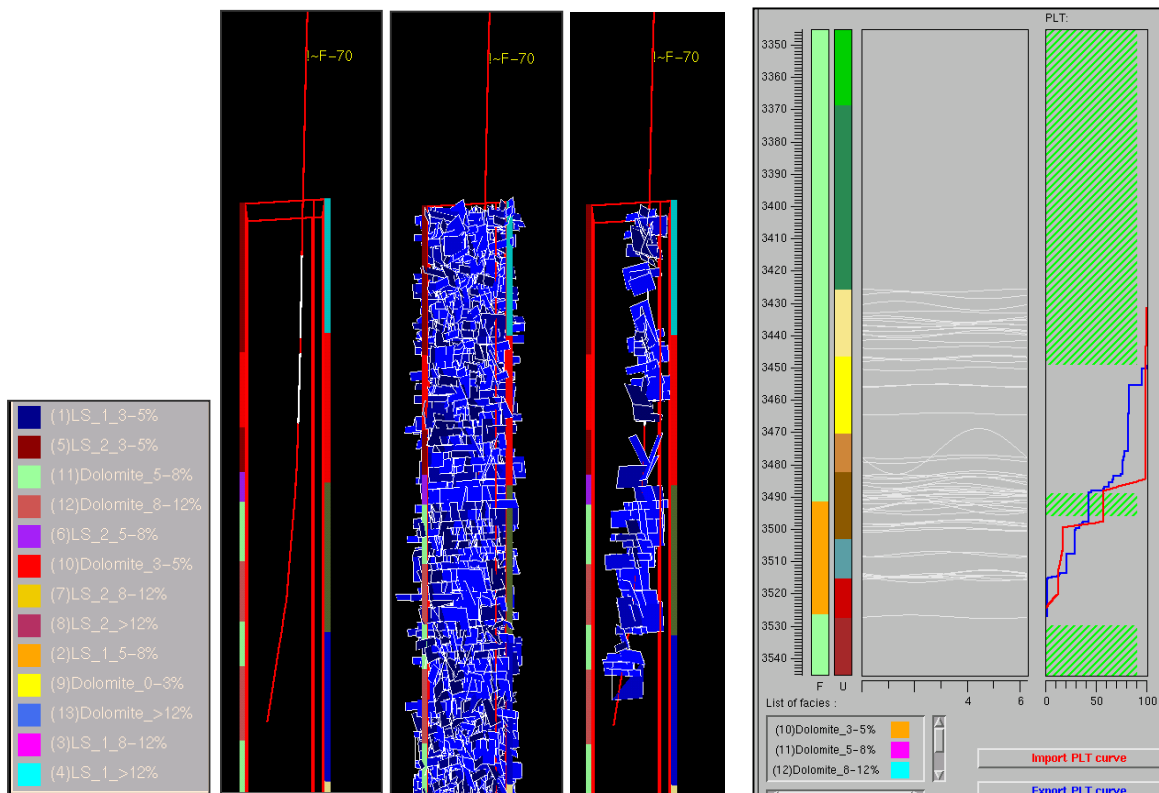 (1)LS_1_3-5%
(5)LS_2_3-5%
(11)Dolomite_5-8%
(12)Dolomite_8-12%
(6)LS_2_5-8%
(10)Dolomite_3-5%
(7)LS_2_8-12%
(8)LS_2_>12%
(2)LS_1_5-8%
(9)Dolomite_0-3%
(13)Dolomite_>12%
(3)LS_1_8-12%
(4)LS_1_>12%
!~F-70
!~F-70
!~F-70
PLT:
3350
3360
3370
3380
3390
3400
3410
3420
3430
3440
3450
3460
3470
3480
3490
3500
3510
3520
3530
3540
F U
4 6
0 50 100
List of facies :
(10)Dolomite_3-5%
(11)Dolomite_5-8%
(12)Dolomite_8-12%
Import PLT curve
Export PLT curve